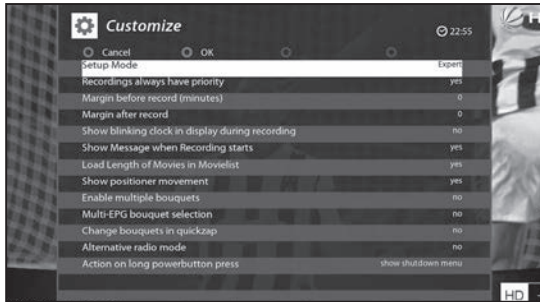 Customize
22:55
Cancel OK
Setup Mode Expert
Recordings always have priority yes
Margin before record (minutes) 0
Margin after record 0
Show blinking clock in display during recording no
Show Message when Recording starts yes
Load Length of Movies in Movielist yes
Show positioner movement yes
Enable multiple bouquets no
Multi-EPG bouquet selection no
Change bouquets in quickzap no
Alternative radio mode no
Action on long powerbutton press show shutdown menu
HD